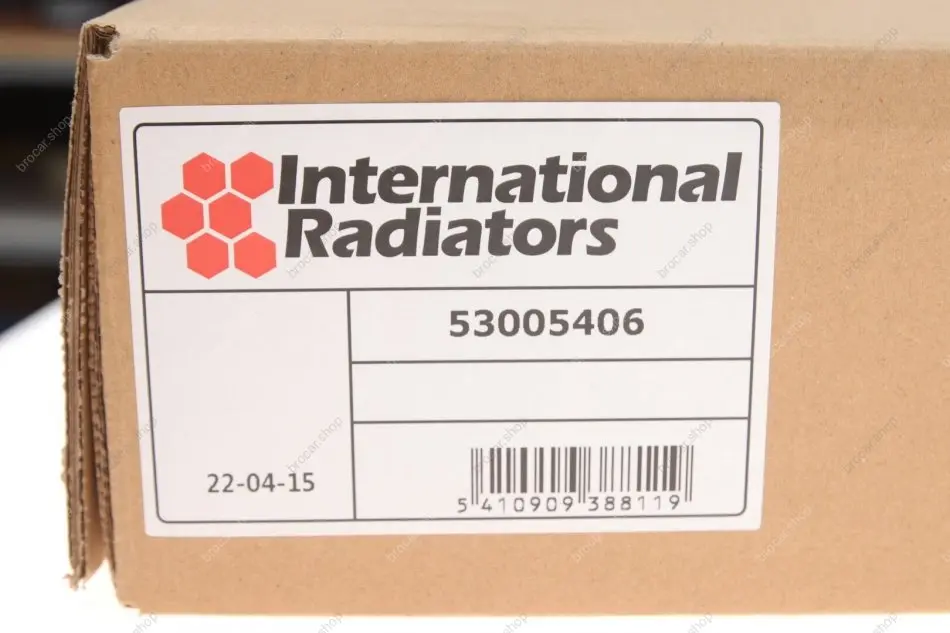 International
Radiators
53005406
22-04-15
5 410909 388119
brocar.shop